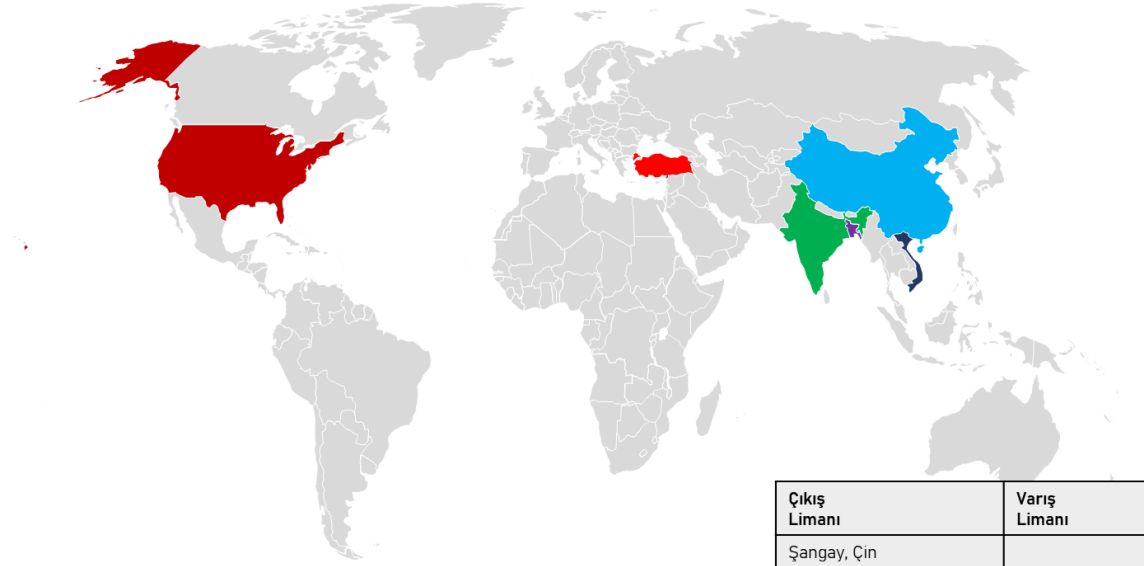 Çıkış
Limanı
Varış
Limanı
Şangay, Çin